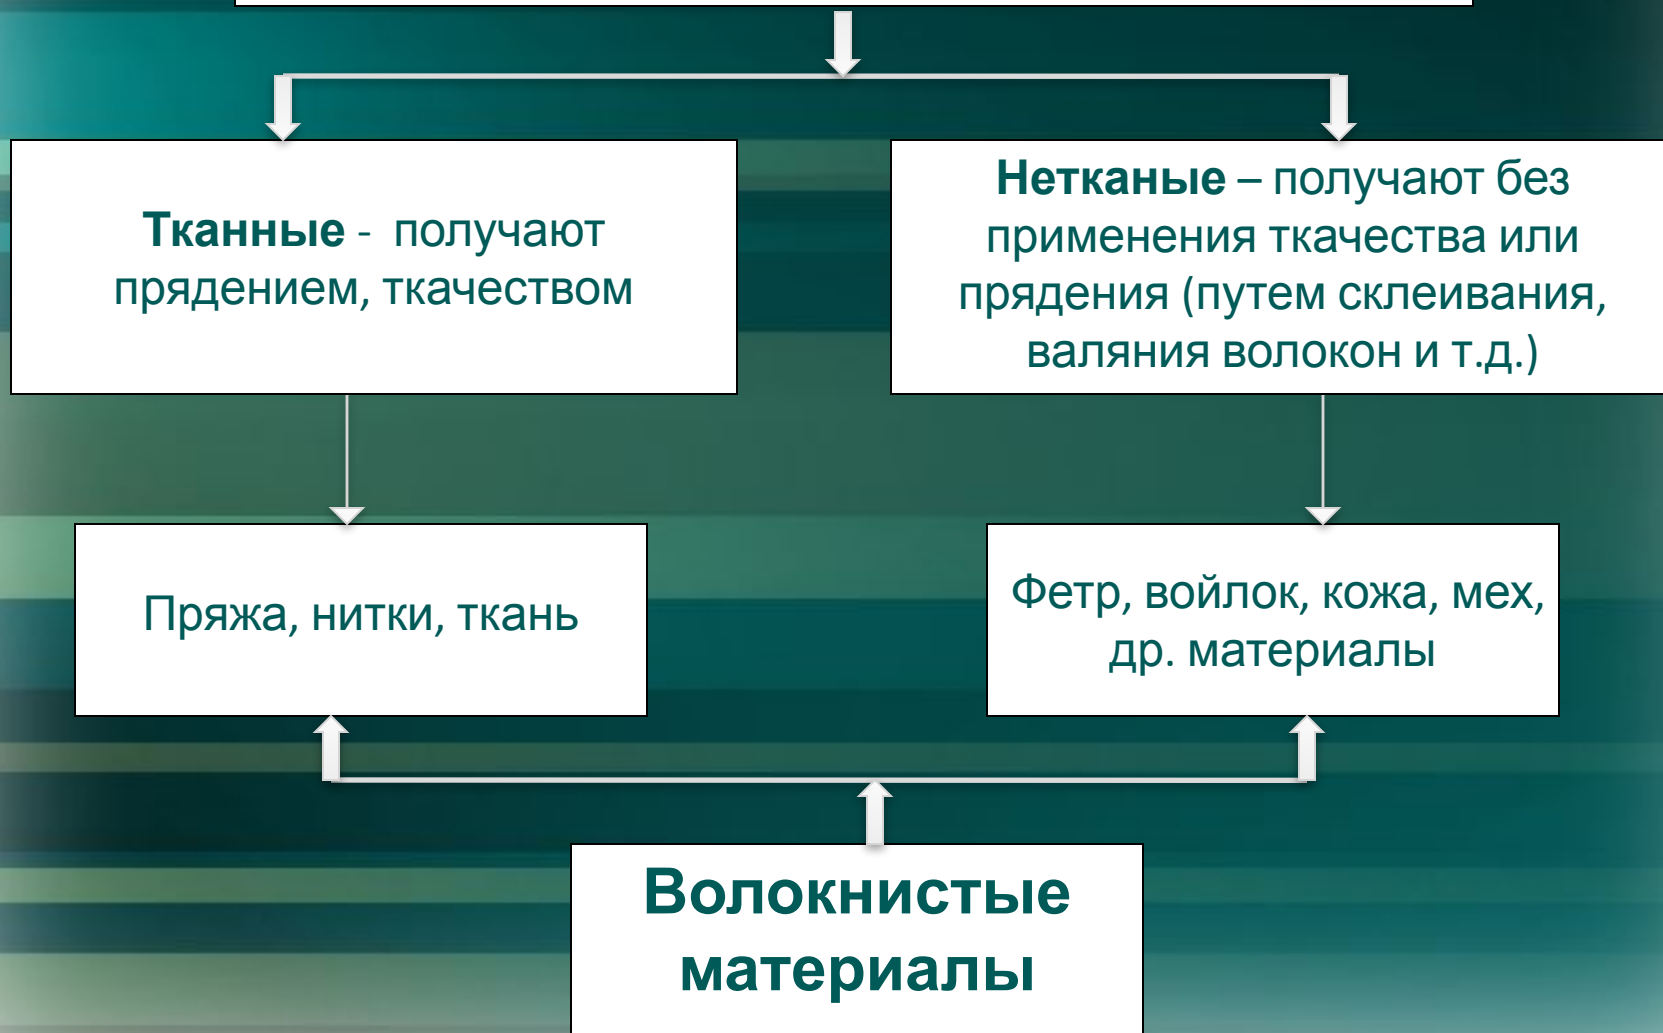 Тканные - получают
прядением, ткачеством
Нетканые – получают без
применения ткачества или
прядения (путем склеивания,
валяния волокон и т.д.)
Пряжа, нитки, ткань
Фетр, войлок, кожа, мех,
др. материалы
Волокнистые
материалы